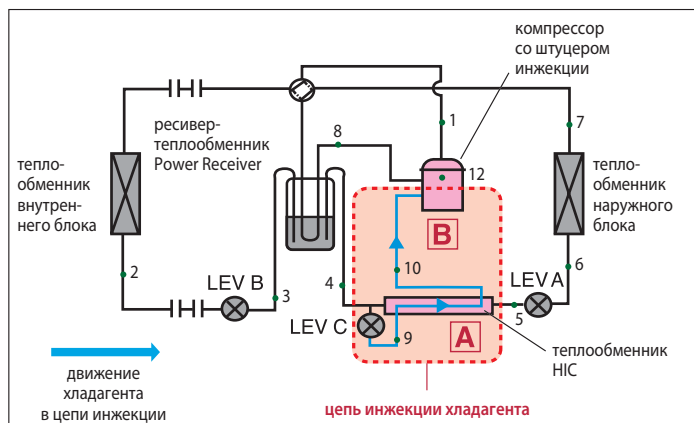 компрессор
со штуцером
инжекции
1
7
ресивер-
теплообменник
Power Receiver
8
12
тепло-
обменник
внутрен-
него блока
тепло-
обменник
наружного
блока
B
2
LEV B
3
4
10
6
LEV A
LEV C
9
A
5
движение
хладагента
в цепи инжекции
теплообменник
HIC
цепь инжекции хладагента